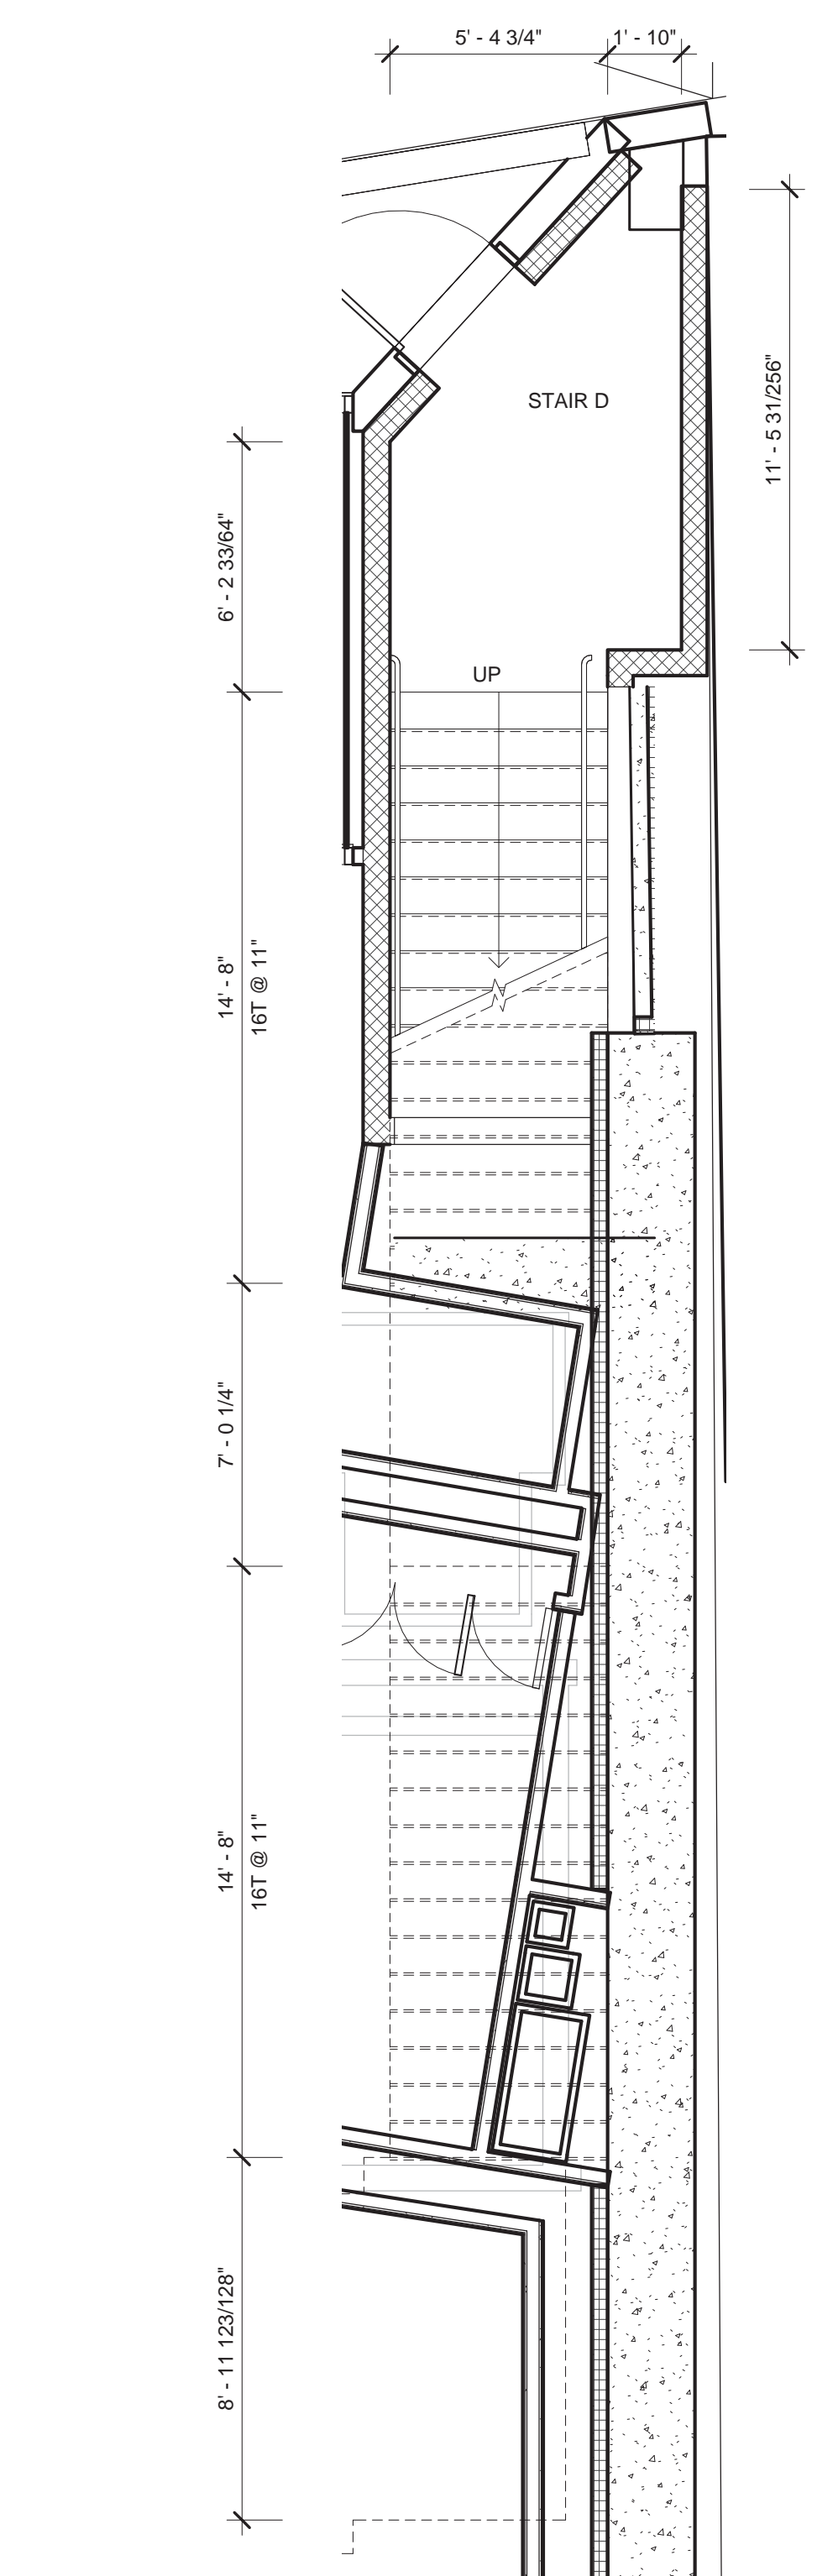 5' - 4 3/4"
1' - 10"
11' - 5 31/256"
STAIR D
6' - 2 33/64"
UP
14' - 8"
16T @ 11"
7' - 0 1/4"
14' - 8"
16T @ 11"
8' - 11 123/128"